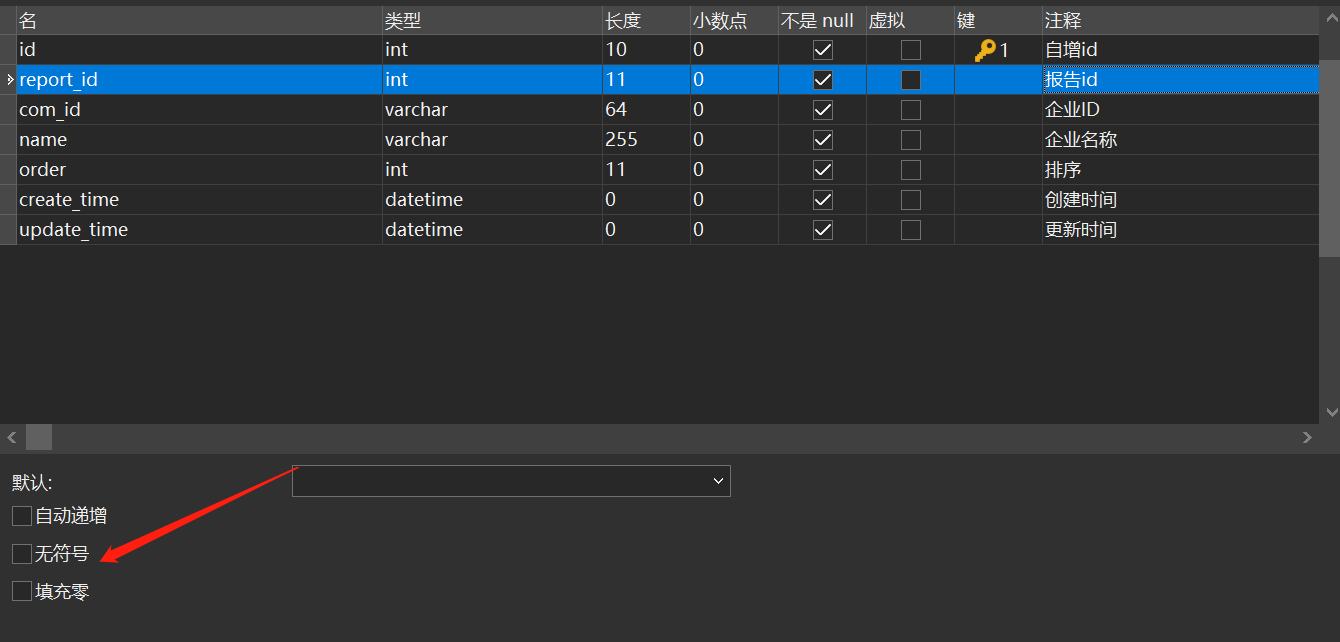 名 类型 长度 小数点 不是 null 虚拟 键 注释
id int 10 0 1 自增id
report_id int 11 0 报告id
com_id varchar 64 0 企业ID
name varchar 255 0 企业名称
order int 11 0 排序
create_time datetime 0 0 创建时间
update_time datetime 0 0 更新时间
默认:
自动递增
无符号
填充零